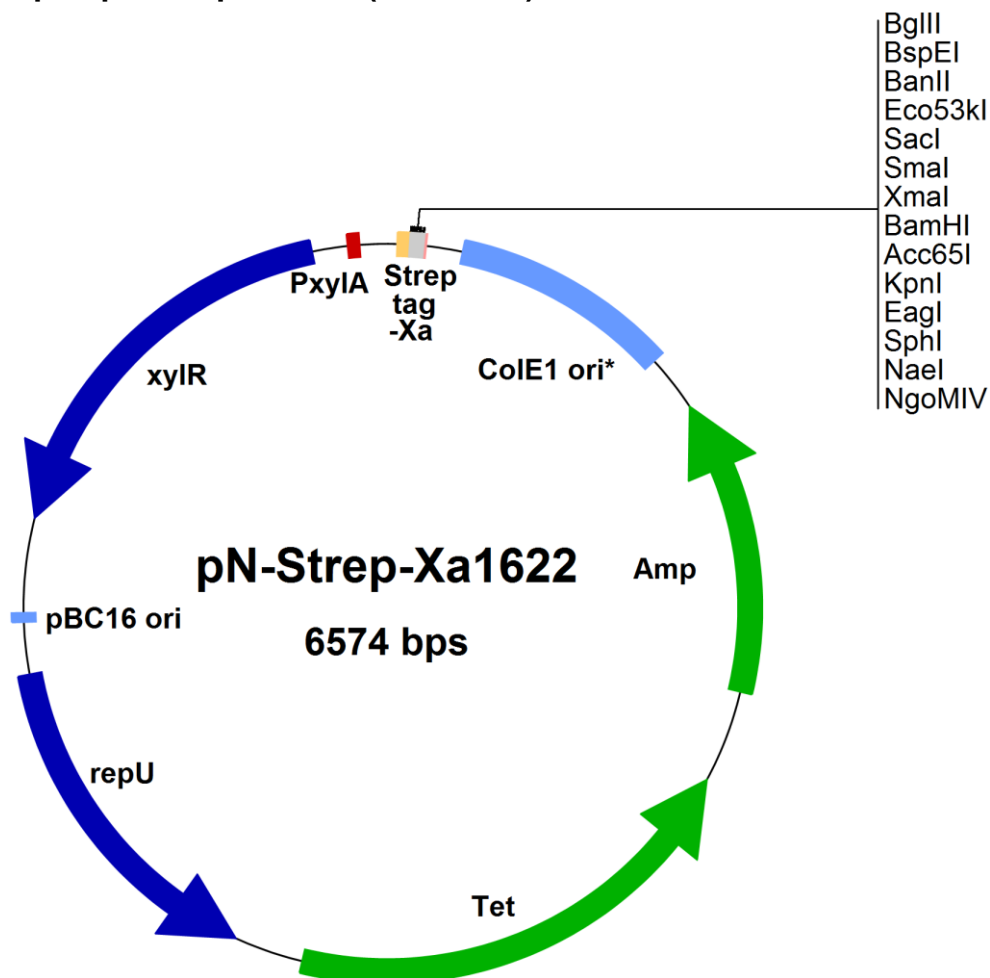 BglII
BspEI
BanII
Eco53kI
SacI
SmaI
XmaI
BamHI
Acc65I
KpnI
EagI
SphI
NaeI
NgoMIV
PxylA
Strep
tag
-Xa
ColE1 ori*
xylR
pN-Strep-Xa1622
6574 bps
Amp
pBC16 ori
repU
Tet